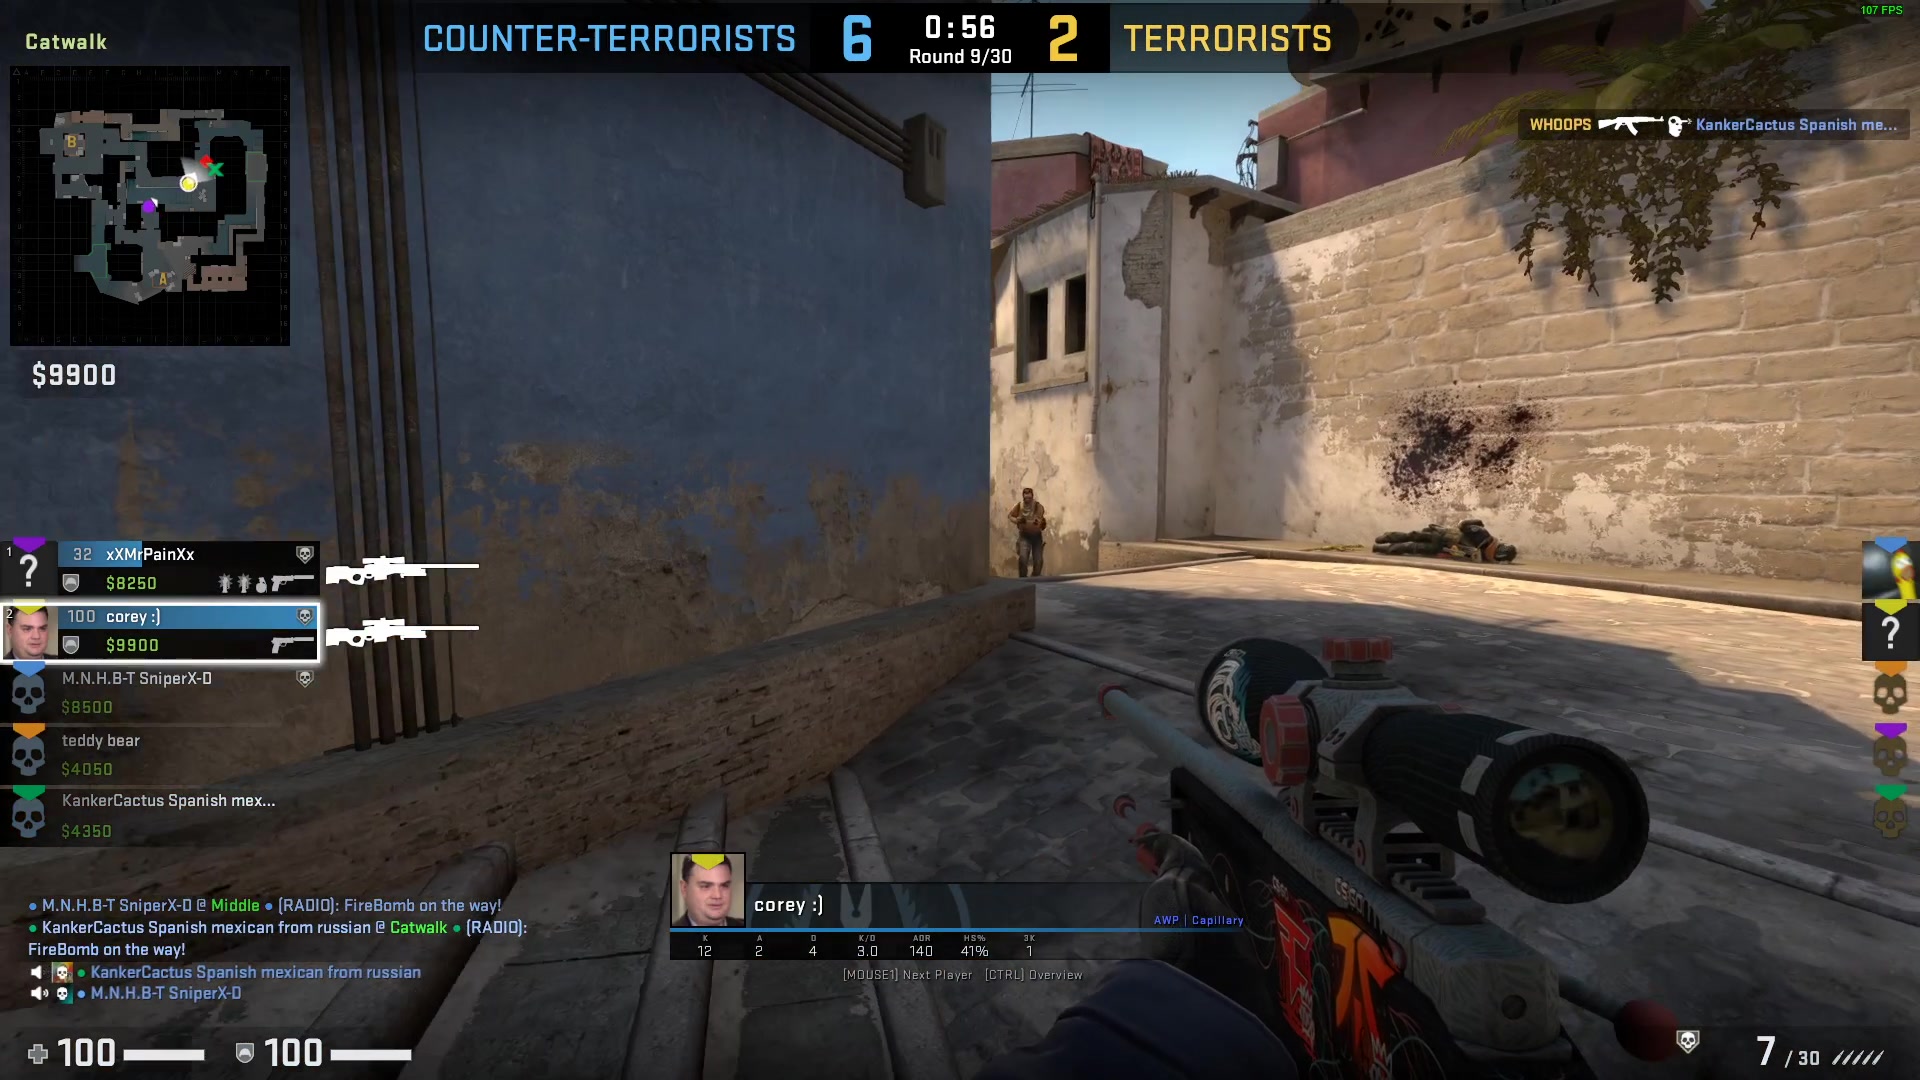 107 FPS
Catwalk
COUNTER-TERRORISTS 6 0:56 2 TERRORISTS
Round 9/30
WHOOPS KankerCactus Spanish me...
B
A
$9900
1 ? 32 xXMrPainXx
$8250
2 100 corey :)
$9900
?
M.N.H.B-T SniperX-D
$8500
teddy bear
$4050
KankerCactus Spanish mex...
$4350
M.N.H.B-T SniperX-D @ Middle (RADIO): FireBomb on the way!
KankerCactus Spanish mexican from russian @ Catwalk (RADIO):
FireBomb on the way!
KankerCactus Spanish mexican from russian
M.N.H.B-T SniperX-D
corey :)
AWP | Capillary
K A D K/D ADR HS% 3K
12 2 4 3.0 140 41% 1
[MOUSE1] Next Player [CTRL] Overview
100 100
7 / 30